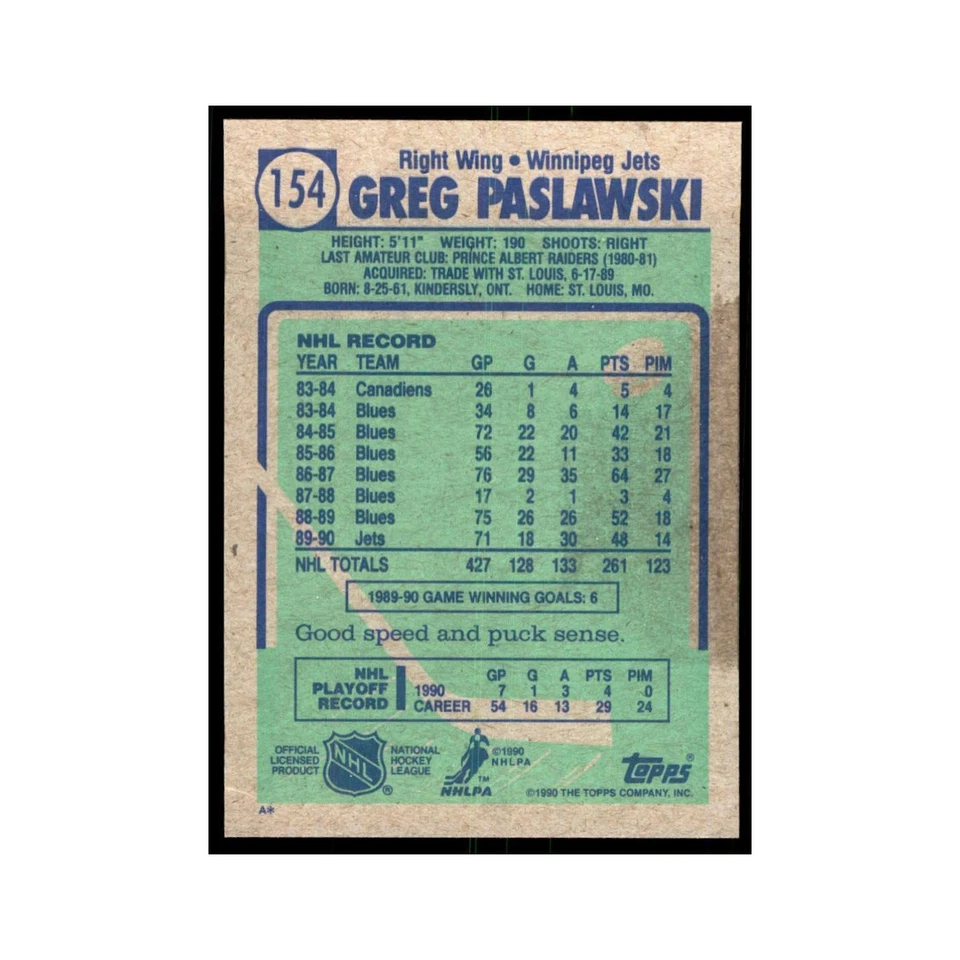 154
Right Wing • Winnipeg Jets
GREG PASLAWSKI
HEIGHT: 5'11" WEIGHT: 190 SHOOTS: RIGHT
LAST AMATEUR CLUB: PRINCE ALBERT RAIDERS (1980-81)
ACQUIRED: TRADE WITH ST. LOUIS, 6-17-89
BORN: 8-25-61, KINDERSLY, ONT. HOME: ST. LOUIS, MO.
NHL RECORD
YEAR TEAM GP G A PTS PIM
83-84 Canadiens 26 1 4 5 4
83-84 Blues 34 8 6 14 17
84-85 Blues 72 22 20 42 21
85-86 Blues 56 22 11 33 18
86-87 Blues 76 29 35 64 27
87-88 Blues 17 2 1 3 4
88-89 Blues 75 26 26 52 18
89-90 Jets 71 18 30 48 14
NHL TOTALS 427 128 133 261 123
1989-90 GAME WINNING GOALS: 6
Good speed and puck sense.
NHL PLAYOFF RECORD
GP G A PTS PIM
1990 7 1 3 4 0
CAREER 54 16 13 29 24
OFFICIAL LICENSED PRODUCT
NHL ®
NATIONAL HOCKEY LEAGUE
TM
NHLPA
©1990 NHLPA
TOPPS®
©1990 THE TOPPS COMPANY, INC.
A*